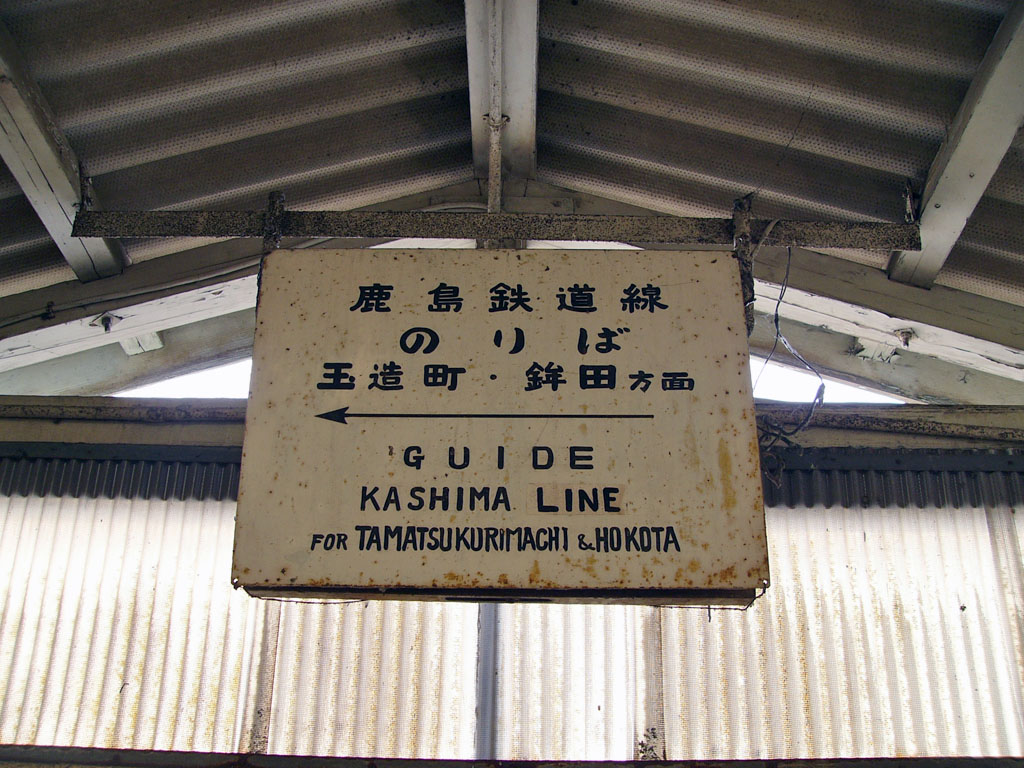 鹿島鉄道線
のりば
玉造町・鉾田方面
GUIDE
KASHIMA LINE
FOR TAMATSUKURIMACHI & HOKOTA